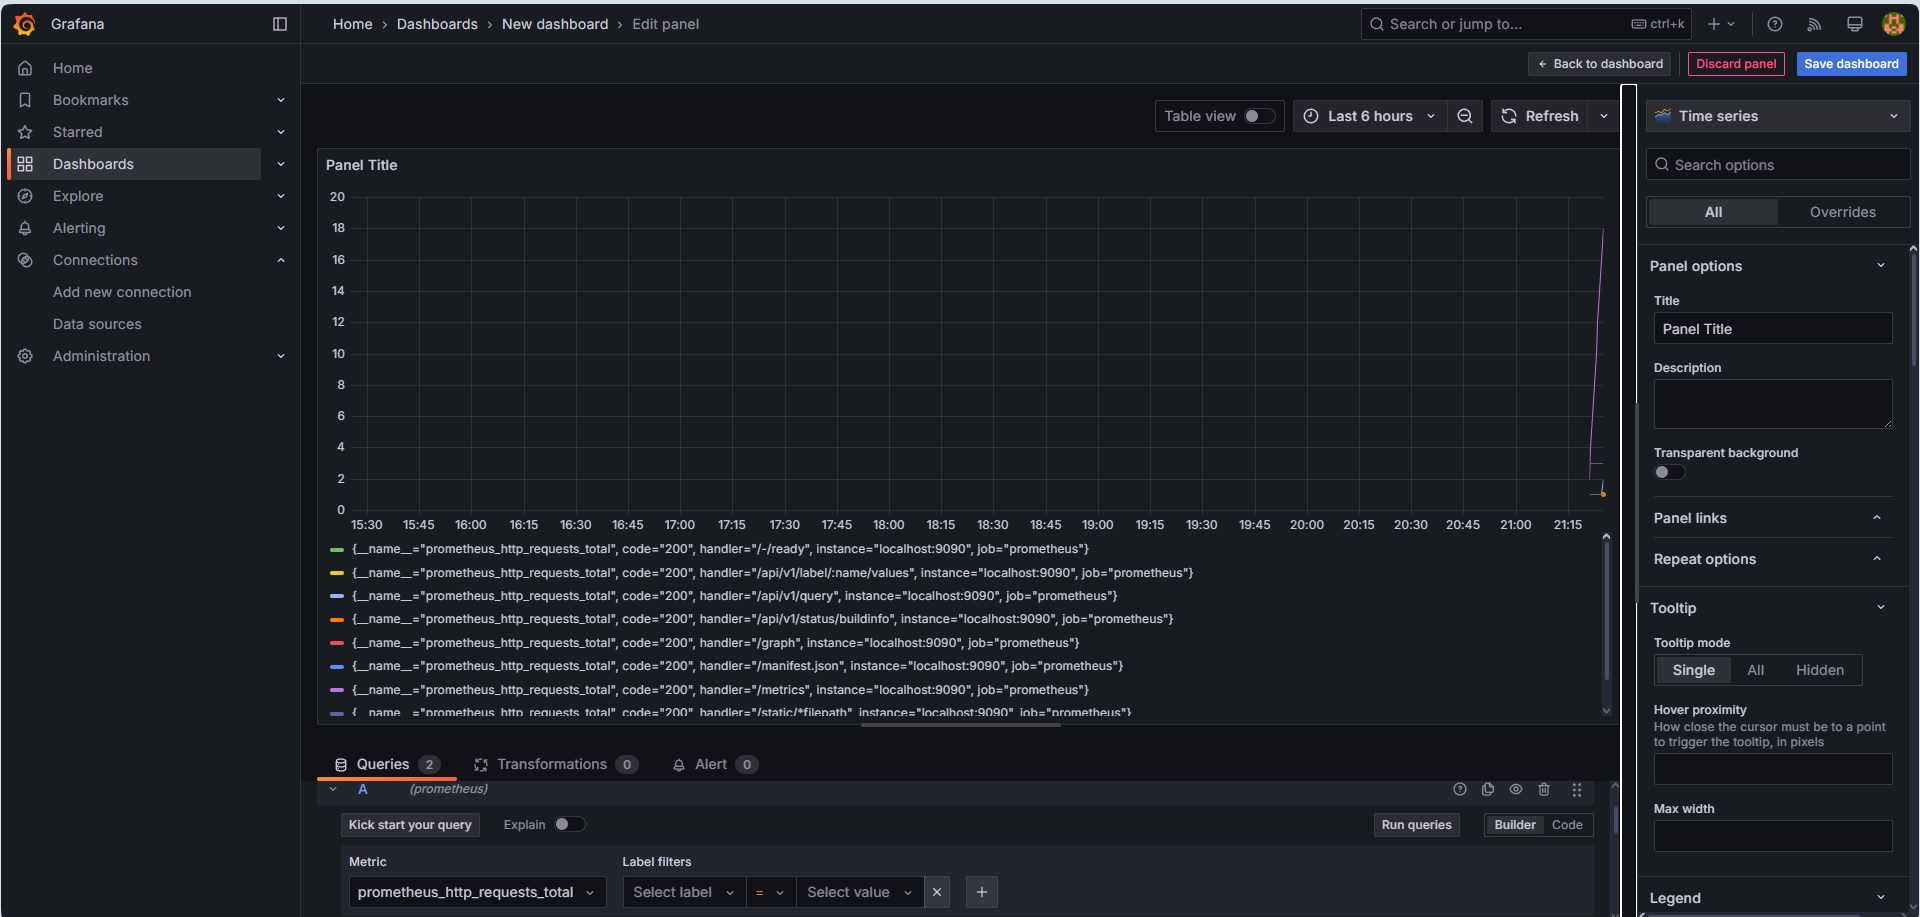 Grafana
Home › Dashboards › New dashboard › Edit panel
Search or jump to...
ctrl+k
Home
Bookmarks
Starred
Dashboards
Explore
Alerting
Connections
Add new connection
Data sources
Administration
← Back to dashboard
Discard panel
Save dashboard
Table view
Last 6 hours
Refresh
Panel Title
20
18
16
14
12
10
8
6
4
2
0
15:30 15:45 16:00 16:15 16:30 16:45 17:00 17:15 17:30 17:45 18:00 18:15 18:30 18:45 19:00 19:15 19:30 19:45 20:00 20:15 20:30 20:45 21:00 21:15
{__name__="prometheus_http_requests_total", code="200", handler="/-/ready", instance="localhost:9090", job="prometheus"}
{__name__="prometheus_http_requests_total", code="200", handler="/api/v1/label/:name/values", instance="localhost:9090", job="prometheus"}
{__name__="prometheus_http_requests_total", code="200", handler="/api/v1/query", instance="localhost:9090", job="prometheus"}
{__name__="prometheus_http_requests_total", code="200", handler="/api/v1/status/buildinfo", instance="localhost:9090", job="prometheus"}
{__name__="prometheus_http_requests_total", code="200", handler="/graph", instance="localhost:9090", job="prometheus"}
{__name__="prometheus_http_requests_total", code="200", handler="/manifest.json", instance="localhost:9090", job="prometheus"}
{__name__="prometheus_http_requests_total", code="200", handler="/metrics", instance="localhost:9090", job="prometheus"}
{__name__="prometheus_http_requests_total", code="200", handler="/static/*filepath", instance="localhost:9090", job="prometheus"}
Queries 2
Transformations 0
Alert 0
A (prometheus)
Kick start your query
Explain
Run queries
Builder
Code
Metric
Label filters
prometheus_http_requests_total
Select label
=
Select value
Time series
Search options
All
Overrides
Panel options
Title
Panel Title
Description
Transparent background
Panel links
Repeat options
Tooltip
Tooltip mode
Single
All
Hidden
Hover proximity
How close the cursor must be to a point
to trigger the tooltip, in pixels
Max width
Legend